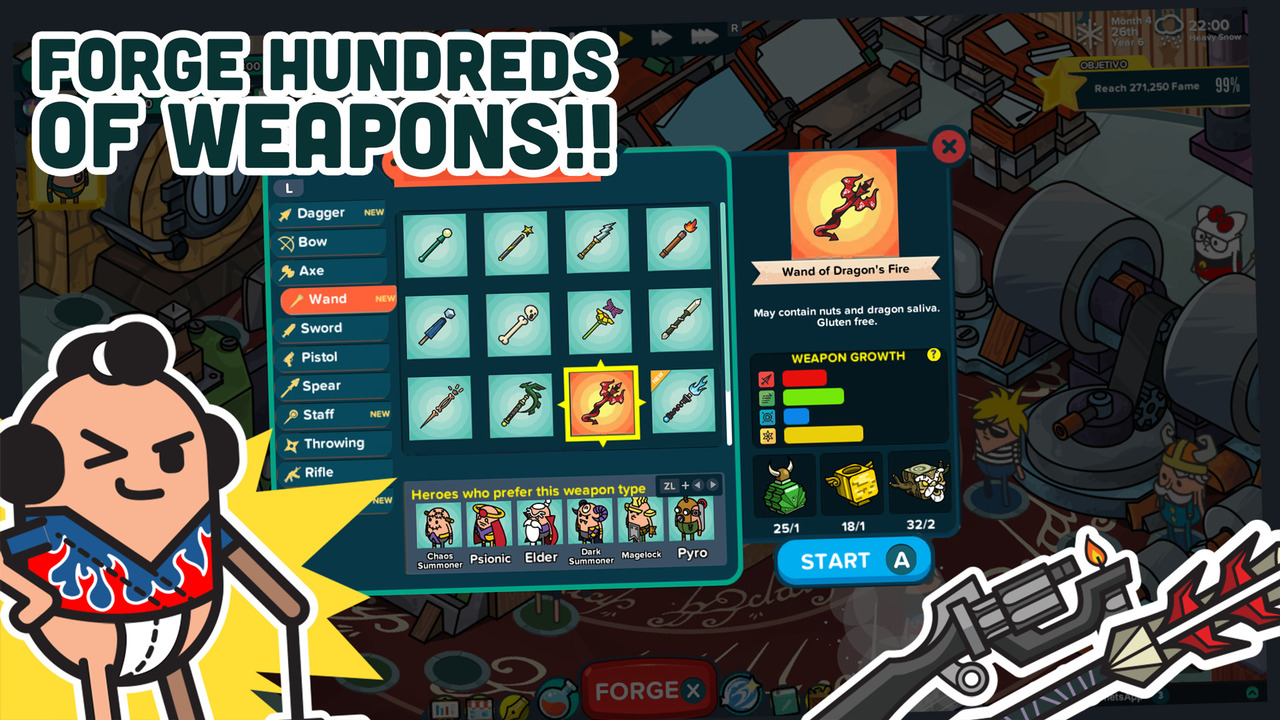 FORGE HUNDREDS
OF WEAPONS!!
R
Month 4
26th
Year 6
22:00
Heavy Snow
OBJETIVO
Reach 271,250 Fame
99%
L
Dagger NEW
Bow
Axe
Wand NEW
Sword
Pistol
Spear
Staff NEW
Throwing
Rifle
NEW
NEW
Heroes who prefer this weapon type
ZL +
Chaos
Summoner
Psionic
Elder
Dark
Summoner
Magelock
Pyro
Wand of Dragon's Fire
May contain nuts and dragon saliva.
Gluten free.
WEAPON GROWTH ?
25/1
18/1
32/2
START A
FORGE X